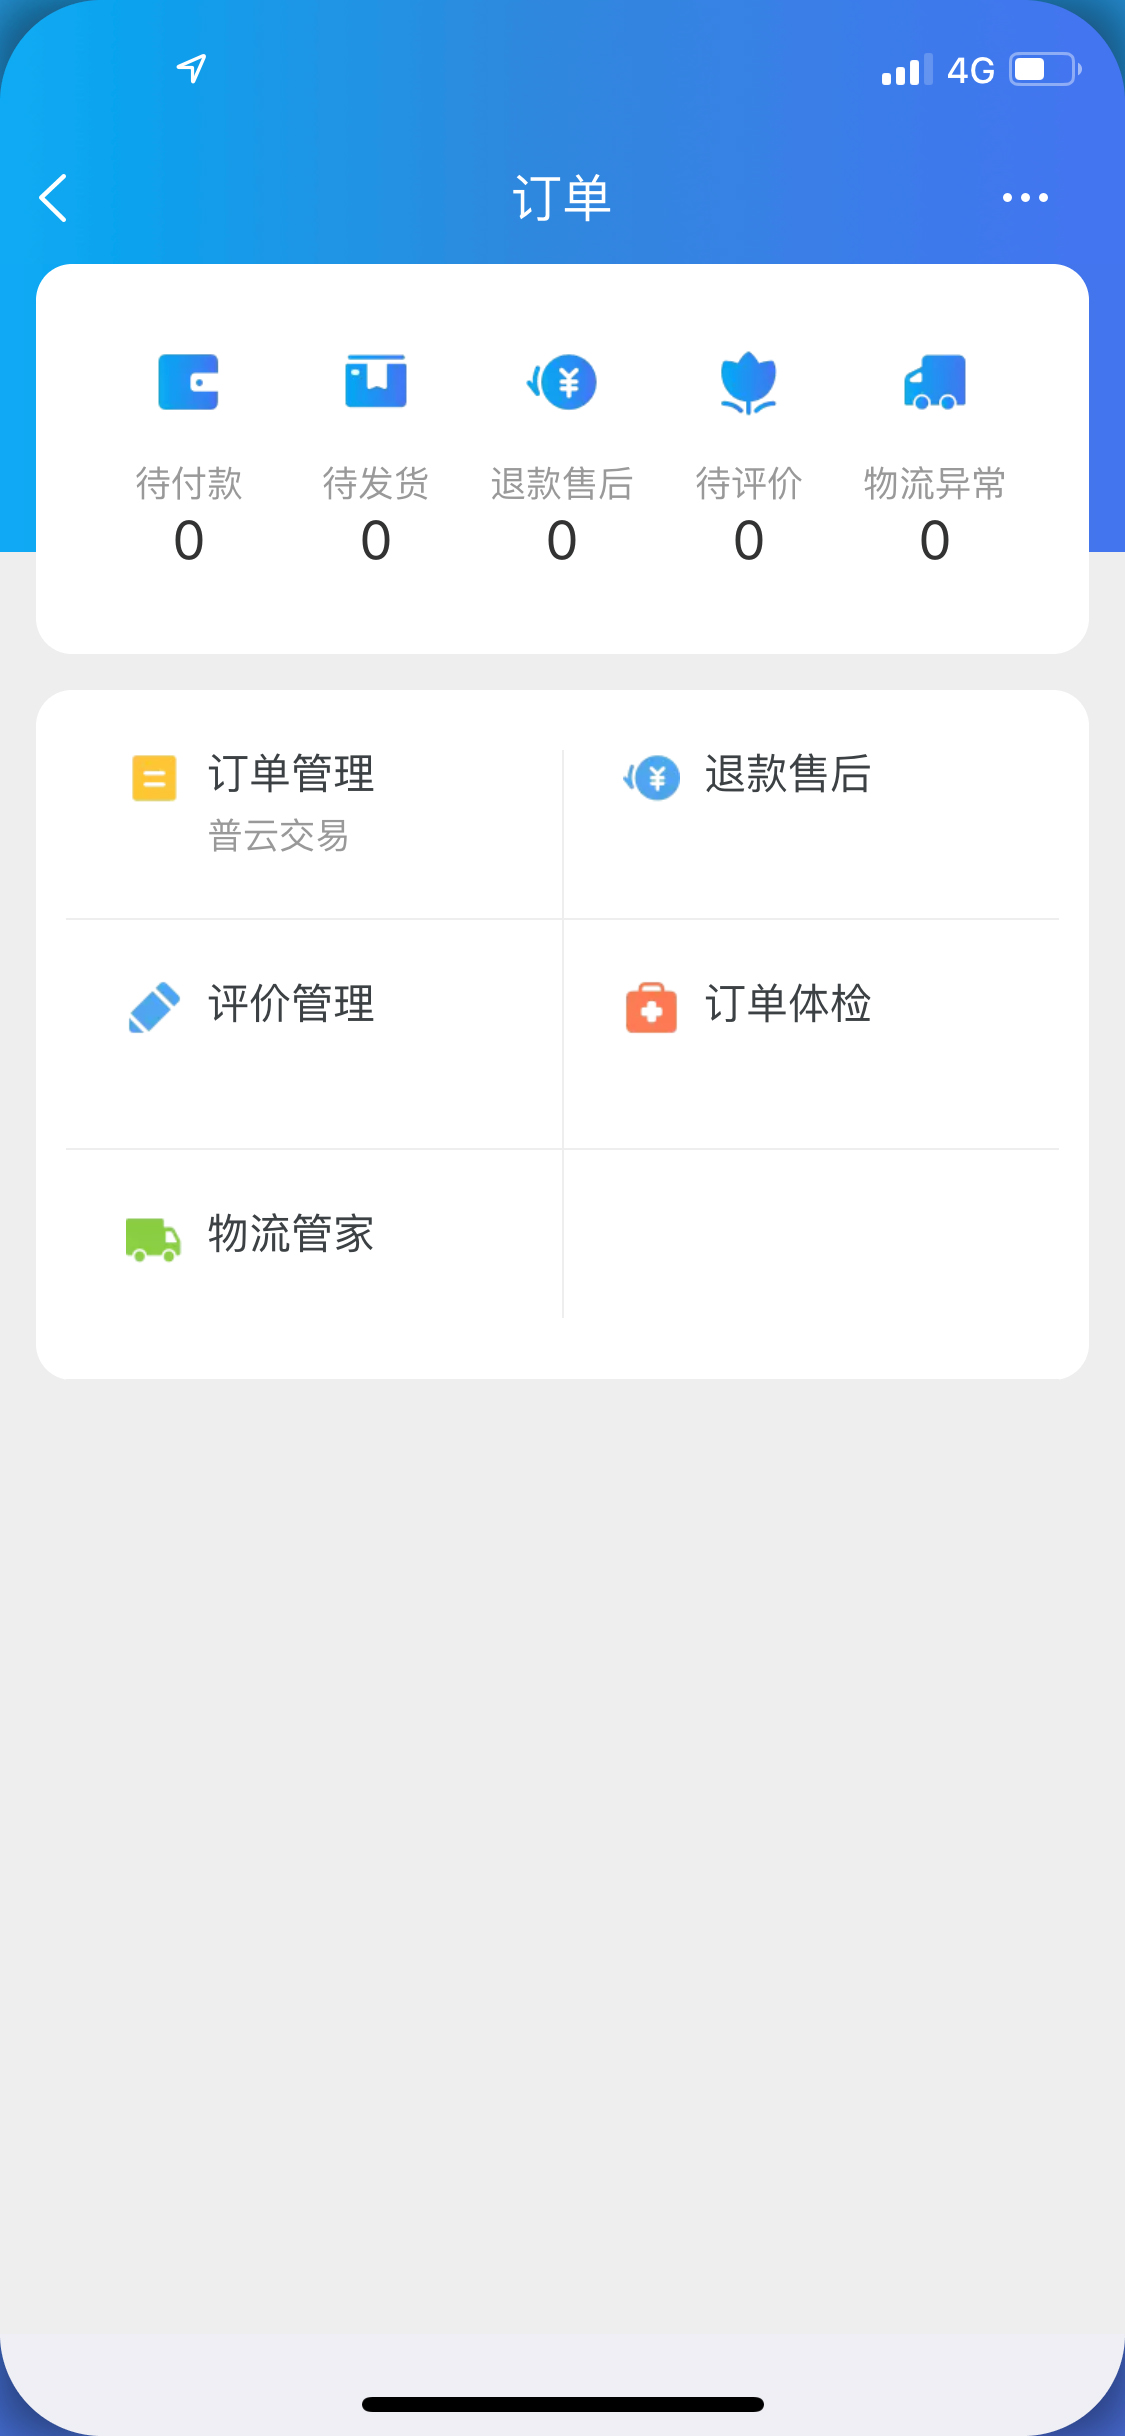 4G
订单
待付款 待发货 退款售后 待评价 物流异常
0 0 0 0 0
订单管理 退款售后
普云交易
评价管理 订单体检
物流管家